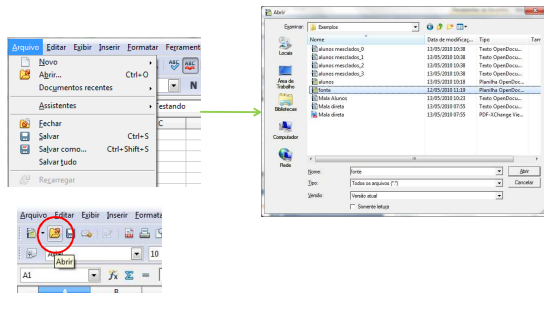 Arquivo Editar Exibir Inserir Formatar Ferrament
Novo
Abrir... Ctrl+O
Documentos recentes
Assistentes
Fechar
Salvar Ctrl+S
Salvar como... Ctrl+Shift+S
Salvar tudo
Recarregar
ABC ABC
N
Testando
C
Abrir
Examinar: Exemplos
Nome Data de modificaç... Tipo Tam
alunos mesclados_0 13/05/2010 10:38 Texto OpenDocu...
alunos mesclados_1 13/05/2010 10:38 Texto OpenDocu...
alunos mesclados_2 13/05/2010 10:38 Texto OpenDocu...
alunos mesclados_3 13/05/2010 10:38 Texto OpenDocu...
alunos 13/05/2010 10:18 Planilha OpenDoc...
fonte 12/05/2010 11:19 Planilha OpenDoc...
Mala Alunos 13/05/2010 10:23 Texto OpenDocu...
Mala direta 13/05/2010 07:55 Texto OpenDocu...
Mala direta 13/05/2010 07:55 PDF-XChange Vie...
Locais
Área de
Trabalho
Bibliotecas
Computador
Rede
Nome: fonte Abrir
Tipo: Todos os arquivos (*.*) Cancelar
Versão: Versão atual
Somente leitura
Arquivo Editar Exibir Inserir Formata
10
Abrir
A1
A B